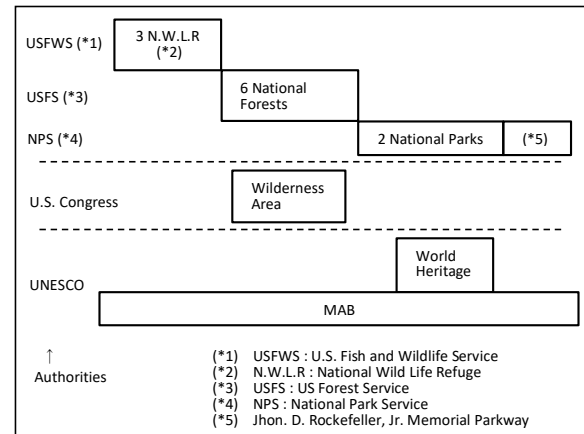 USFWS (*1)
3 N.W.L.R
(*2)
USFS (*3)
6 National
Forests
NPS (*4)
2 National Parks
(*5)
U.S. Congress
Wilderness
Area
World
Heritage
UNESCO
MAB
↑
Authorities
(*1) USFWS : U.S. Fish and Wildlife Service
(*2) N.W.L.R : National Wild Life Refuge
(*3) USFS : US Forest Service
(*4) NPS : National Park Service
(*5) Jhon. D. Rockefeller, Jr. Memorial Parkway